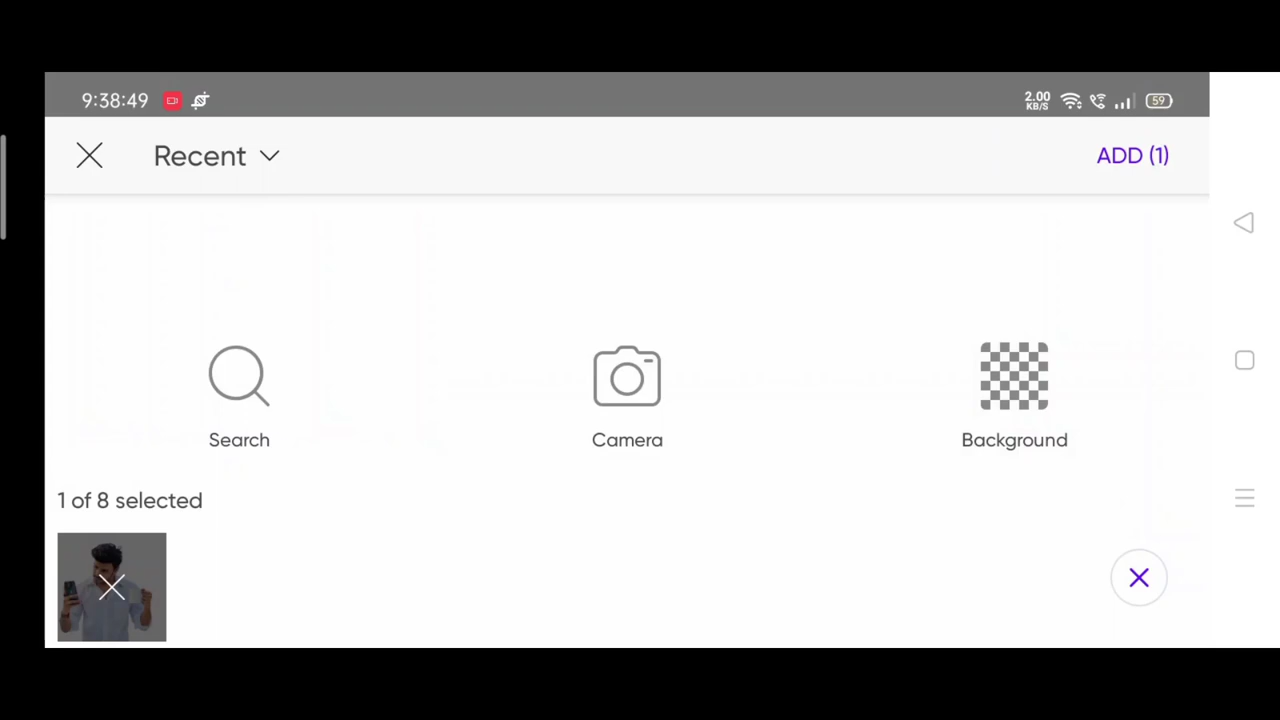 9:38:49
2.00
KB/S
59
Recent
ADD (1)
Search
Camera
Background
1 of 8 selected